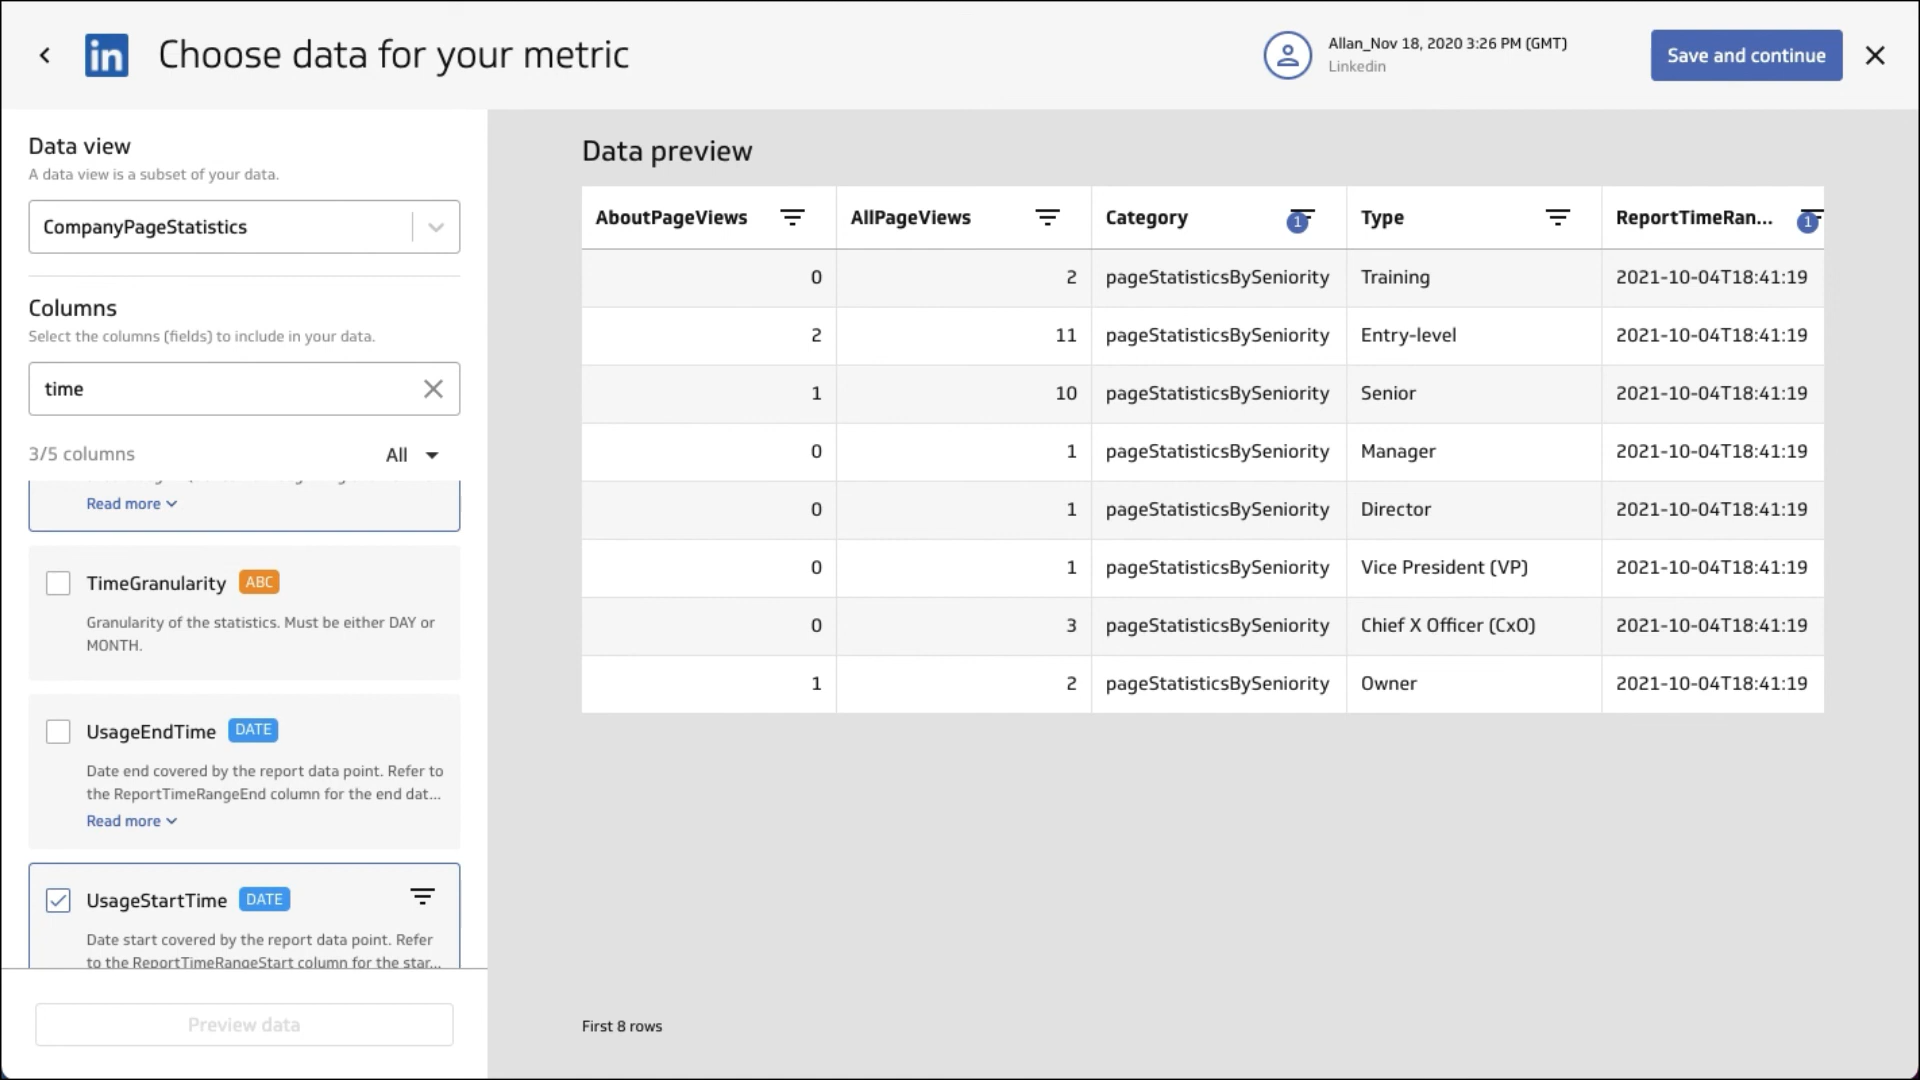 in
Choose data for your metric
Allan_Nov 18, 2020 3:26 PM (GMT)
Linkedin
Save and continue
Data view
A data view is a subset of your data.
CompanyPageStatistics
Columns
Select the columns (fields) to include in your data.
time
3/5 columns
All
Read more
TimeGranularity ABC
Granularity of the statistics. Must be either DAY or
MONTH.
UsageEndTime DATE
Date end covered by the report data point. Refer to
the ReportTimeRangeEnd column for the end dat...
Read more
UsageStartTime DATE
Date start covered by the report data point. Refer
to the ReportTimeRangeStart column for the star...
Preview data
Data preview
AboutPageViews AllPageViews Category 1 Type ReportTimeRan... 1
0 2 pageStatisticsBySeniority Training 2021-10-04T18:41:19
2 11 pageStatisticsBySeniority Entry-level 2021-10-04T18:41:19
1 10 pageStatisticsBySeniority Senior 2021-10-04T18:41:19
0 1 pageStatisticsBySeniority Manager 2021-10-04T18:41:19
0 1 pageStatisticsBySeniority Director 2021-10-04T18:41:19
0 1 pageStatisticsBySeniority Vice President (VP) 2021-10-04T18:41:19
0 3 pageStatisticsBySeniority Chief X Officer (CxO) 2021-10-04T18:41:19
1 2 pageStatisticsBySeniority Owner 2021-10-04T18:41:19
First 8 rows